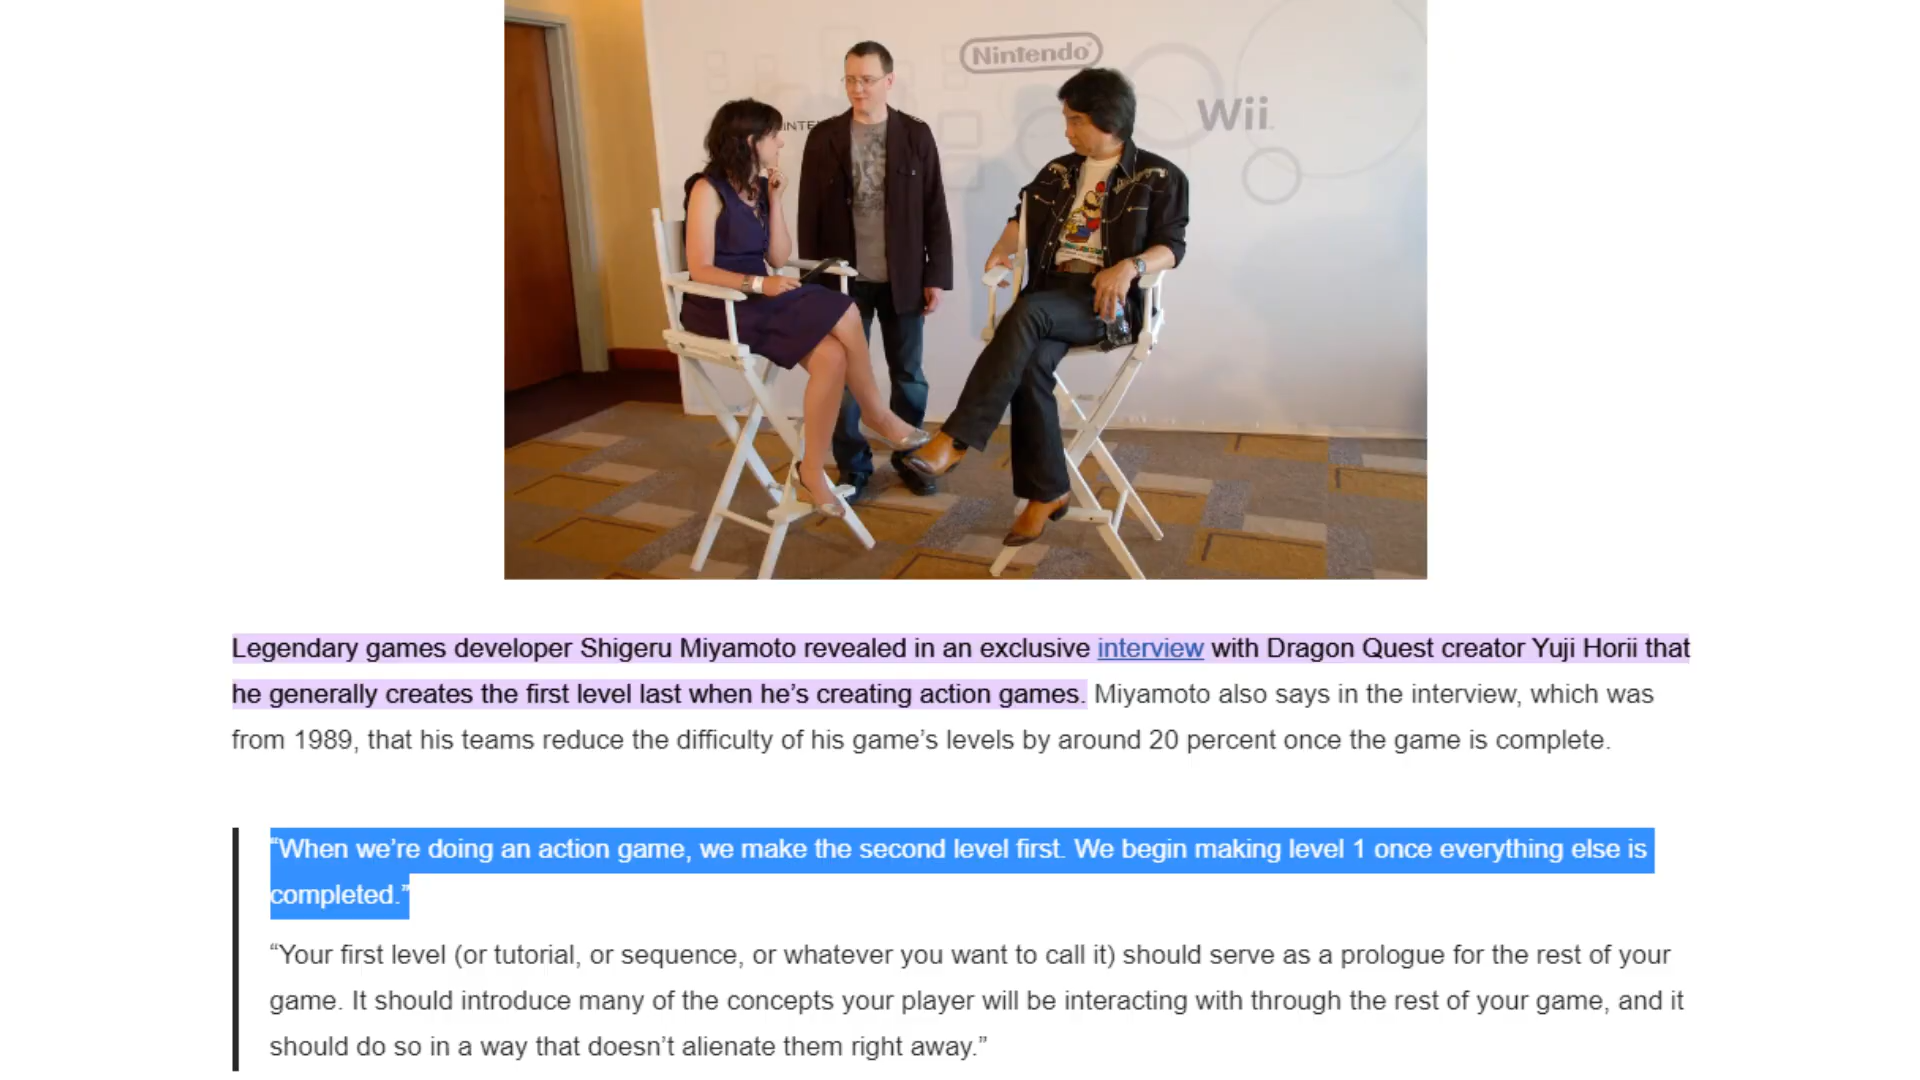 Nintendo
Wii
INTE
Legendary games developer Shigeru Miyamoto revealed in an exclusive interview with Dragon Quest creator Yuji Horii that
he generally creates the first level last when he’s creating action games. Miyamoto also says in the interview, which was
from 1989, that his teams reduce the difficulty of his game’s levels by around 20 percent once the game is complete.
“When we’re doing an action game, we make the second level first. We begin making level 1 once everything else is
completed.”
“Your first level (or tutorial, or sequence, or whatever you want to call it) should serve as a prologue for the rest of your
game. It should introduce many of the concepts your player will be interacting with through the rest of your game, and it
should do so in a way that doesn’t alienate them right away.”